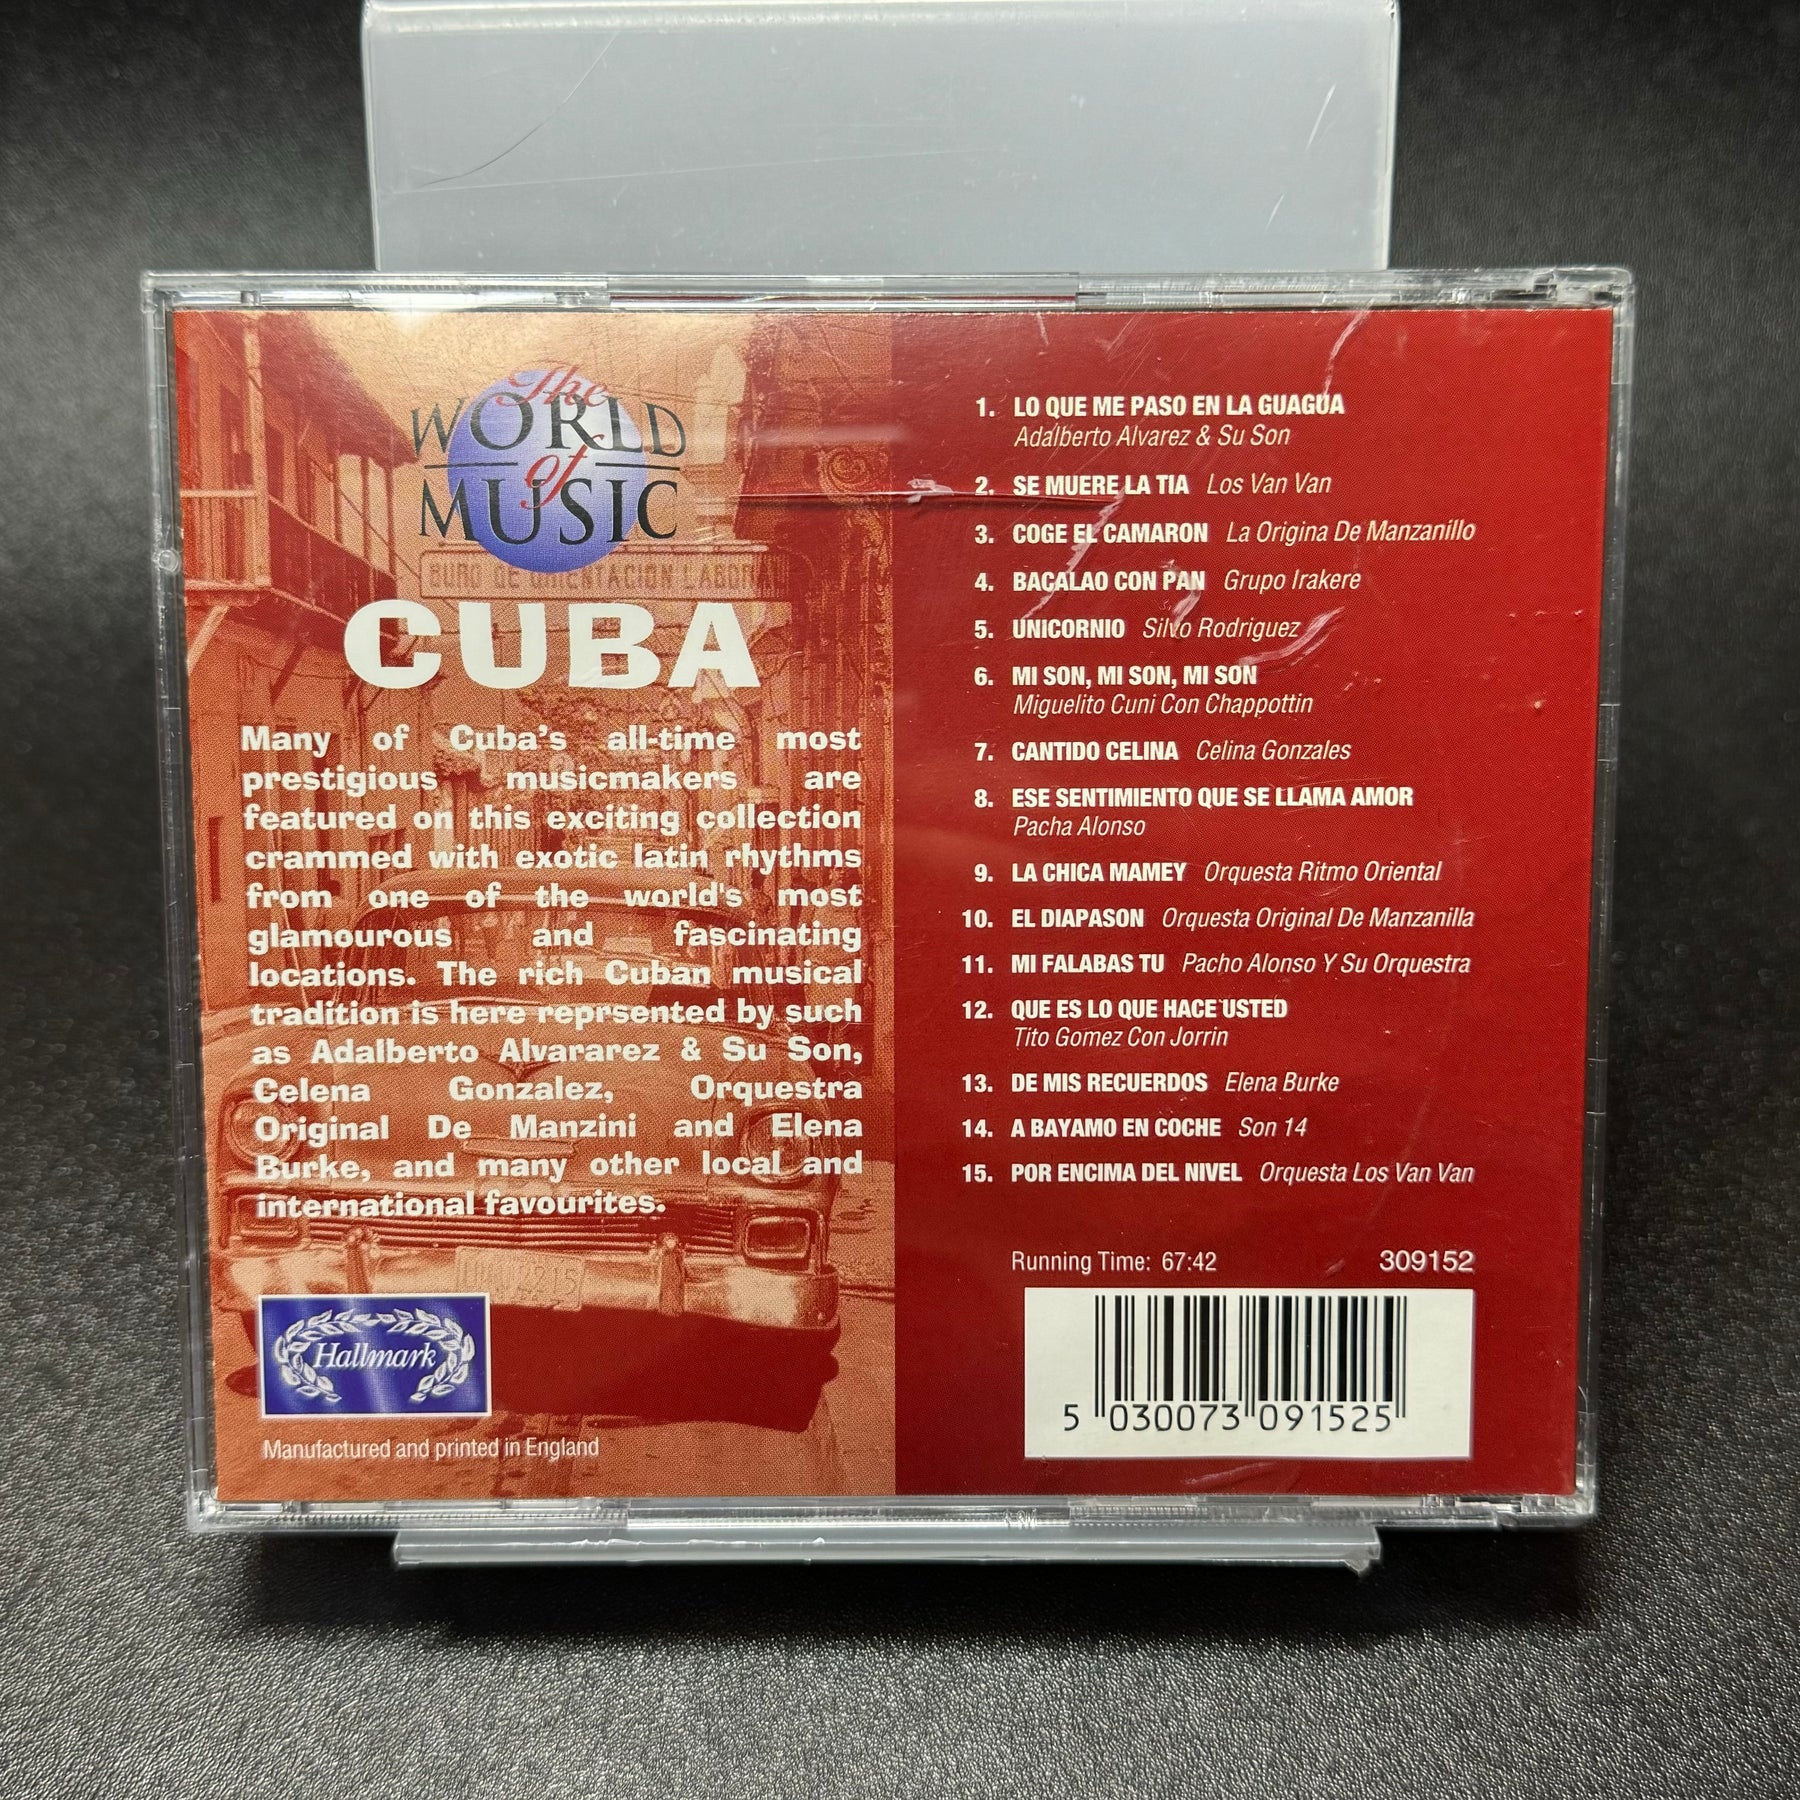 The
WORLD
of
MUSIC
BURO DE ORIENTACION LABORAL
CUBA
Many of Cuba's all-time most
prestigious musicmakers are
featured on this exciting collection
crammed with exotic latin rhythms
from one of the world's most
glamourous and fascinating
locations. The rich Cuban musical
tradition is here reprsented by such
as Adalberto Alvararez & Su Son,
Celena Gonzalez, Orquestra
Original De Manzini and Elena
Burke, and many other local and
international favourites.
Hallmark
Manufactured and printed in England
1. LO QUE ME PASO EN LA GUAGUA
Adalberto Alvarez & Su Son
2. SE MUERE LA TIA Los Van Van
3. COGE EL CAMARON La Origina De Manzanillo
4. BACALAO CON PAN Grupo Irakere
5. UNICORNIO Silvo Rodriguez
6. MI SON, MI SON, MI SON
Miguelito Cuni Con Chappottin
7. CANTIDO CELINA Celina Gonzales
8. ESE SENTIMIENTO QUE SE LLAMA AMOR
Pacha Alonso
9. LA CHICA MAMEY Orquesta Ritmo Oriental
10. EL DIAPASON Orquesta Original De Manzanilla
11. MI FALABAS TU Pacho Alonso Y Su Orquestra
12. QUE ES LO QUE HACE USTED
Tito Gomez Con Jorrin
13. DE MIS RECUERDOS Elena Burke
14. A BAYAMO EN COCHE Son 14
15. POR ENCIMA DEL NIVEL Orquesta Los Van Van
Running Time: 67:42 309152
5 030073 091525